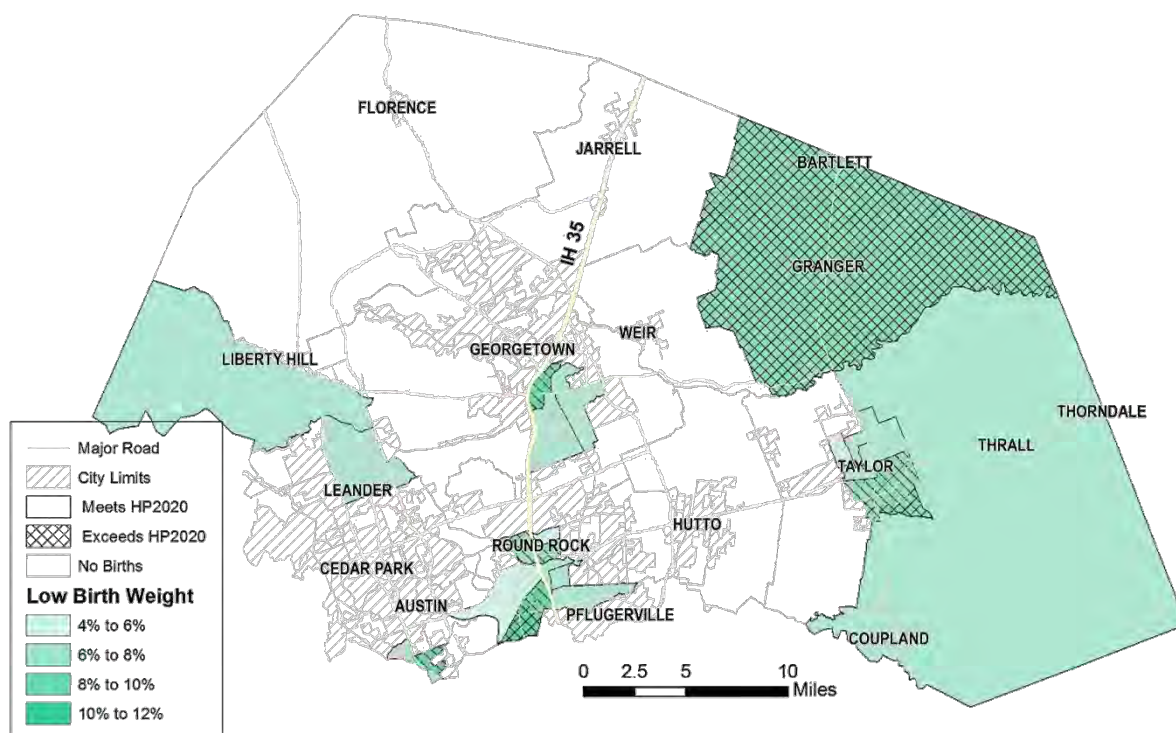 FLORENCE
JARRELL
BARTLETT
IH 35
GRANGER
WEIR
GEORGETOWN
LIBERTY HILL
THORNDALE
THRALL
TAYLOR
LEANDER
HUTTO
ROUND ROCK
CEDAR PARK
AUSTIN
PFLUGERVILLE
COUPLAND
Major Road
City Limits
Meets HP2020
Exceeds HP2020
No Births
Low Birth Weight
4% to 6%
6% to 8%
8% to 10%
10% to 12%
0 2.5 5 10
Miles